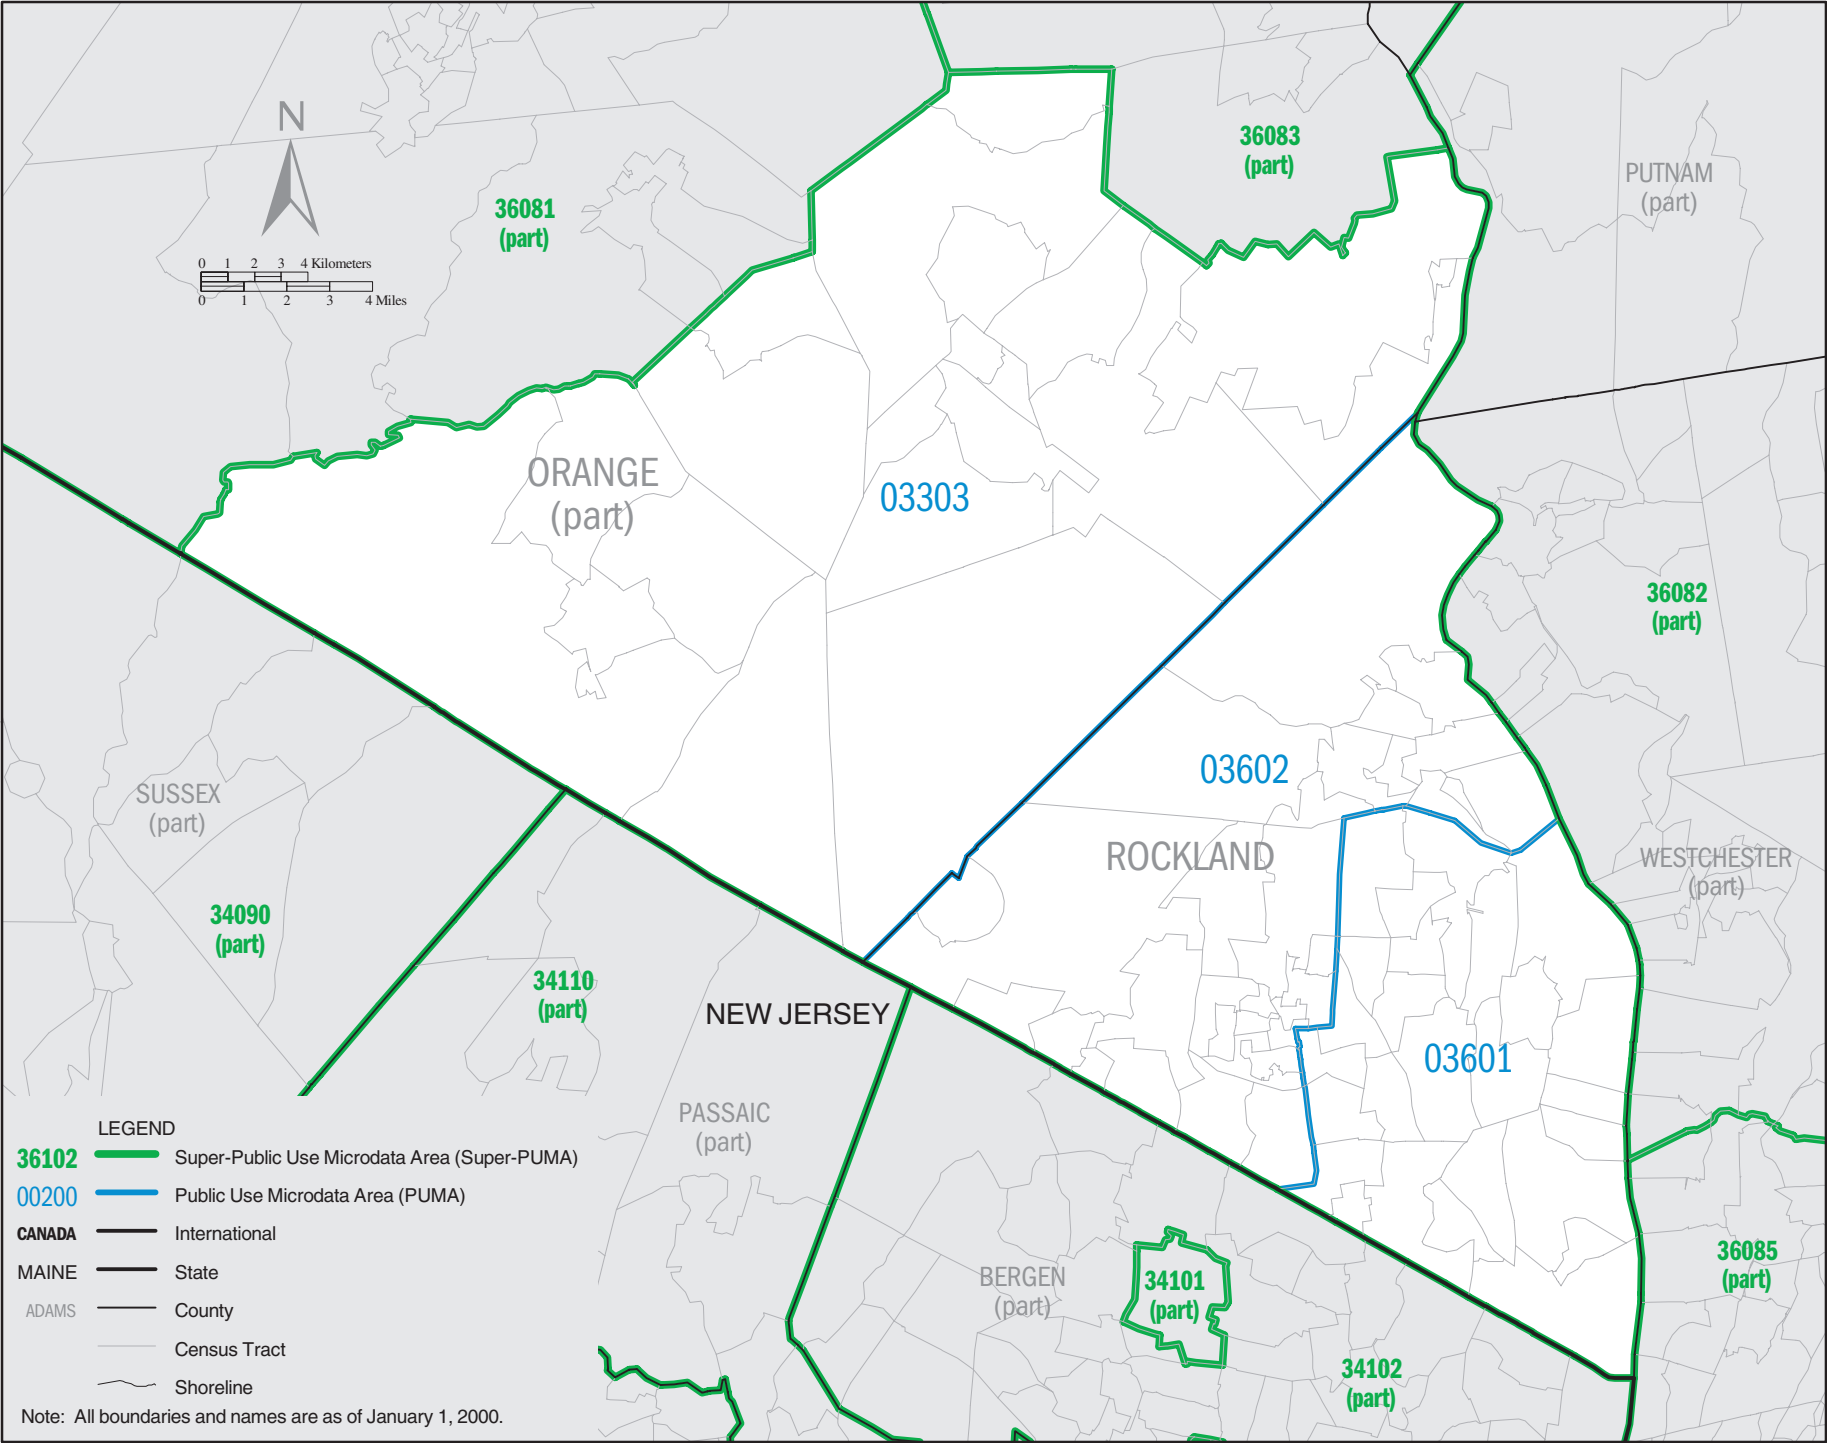 N
36083
(part)
PUTNAM
(part)
36081
(part)
0 1 2 3 4 Kilometers
0 1 2 3 4 Miles
ORANGE
(part)
03303
36082
(part)
03602
SUSSEX
(part)
ROCKLAND
WESTCHESTER
(part)
34090
(part)
34110
(part)
NEW JERSEY
03601
PASSAIC
(part)
BERGEN
(part)
34101
(part)
36085
(part)
34102
(part)
LEGEND
36102 Super-Public Use Microdata Area (Super-PUMA)
00200 Public Use Microdata Area (PUMA)
CANADA International
MAINE State
ADAMS County
Census Tract
Shoreline
Note: All boundaries and names are as of January 1, 2000.